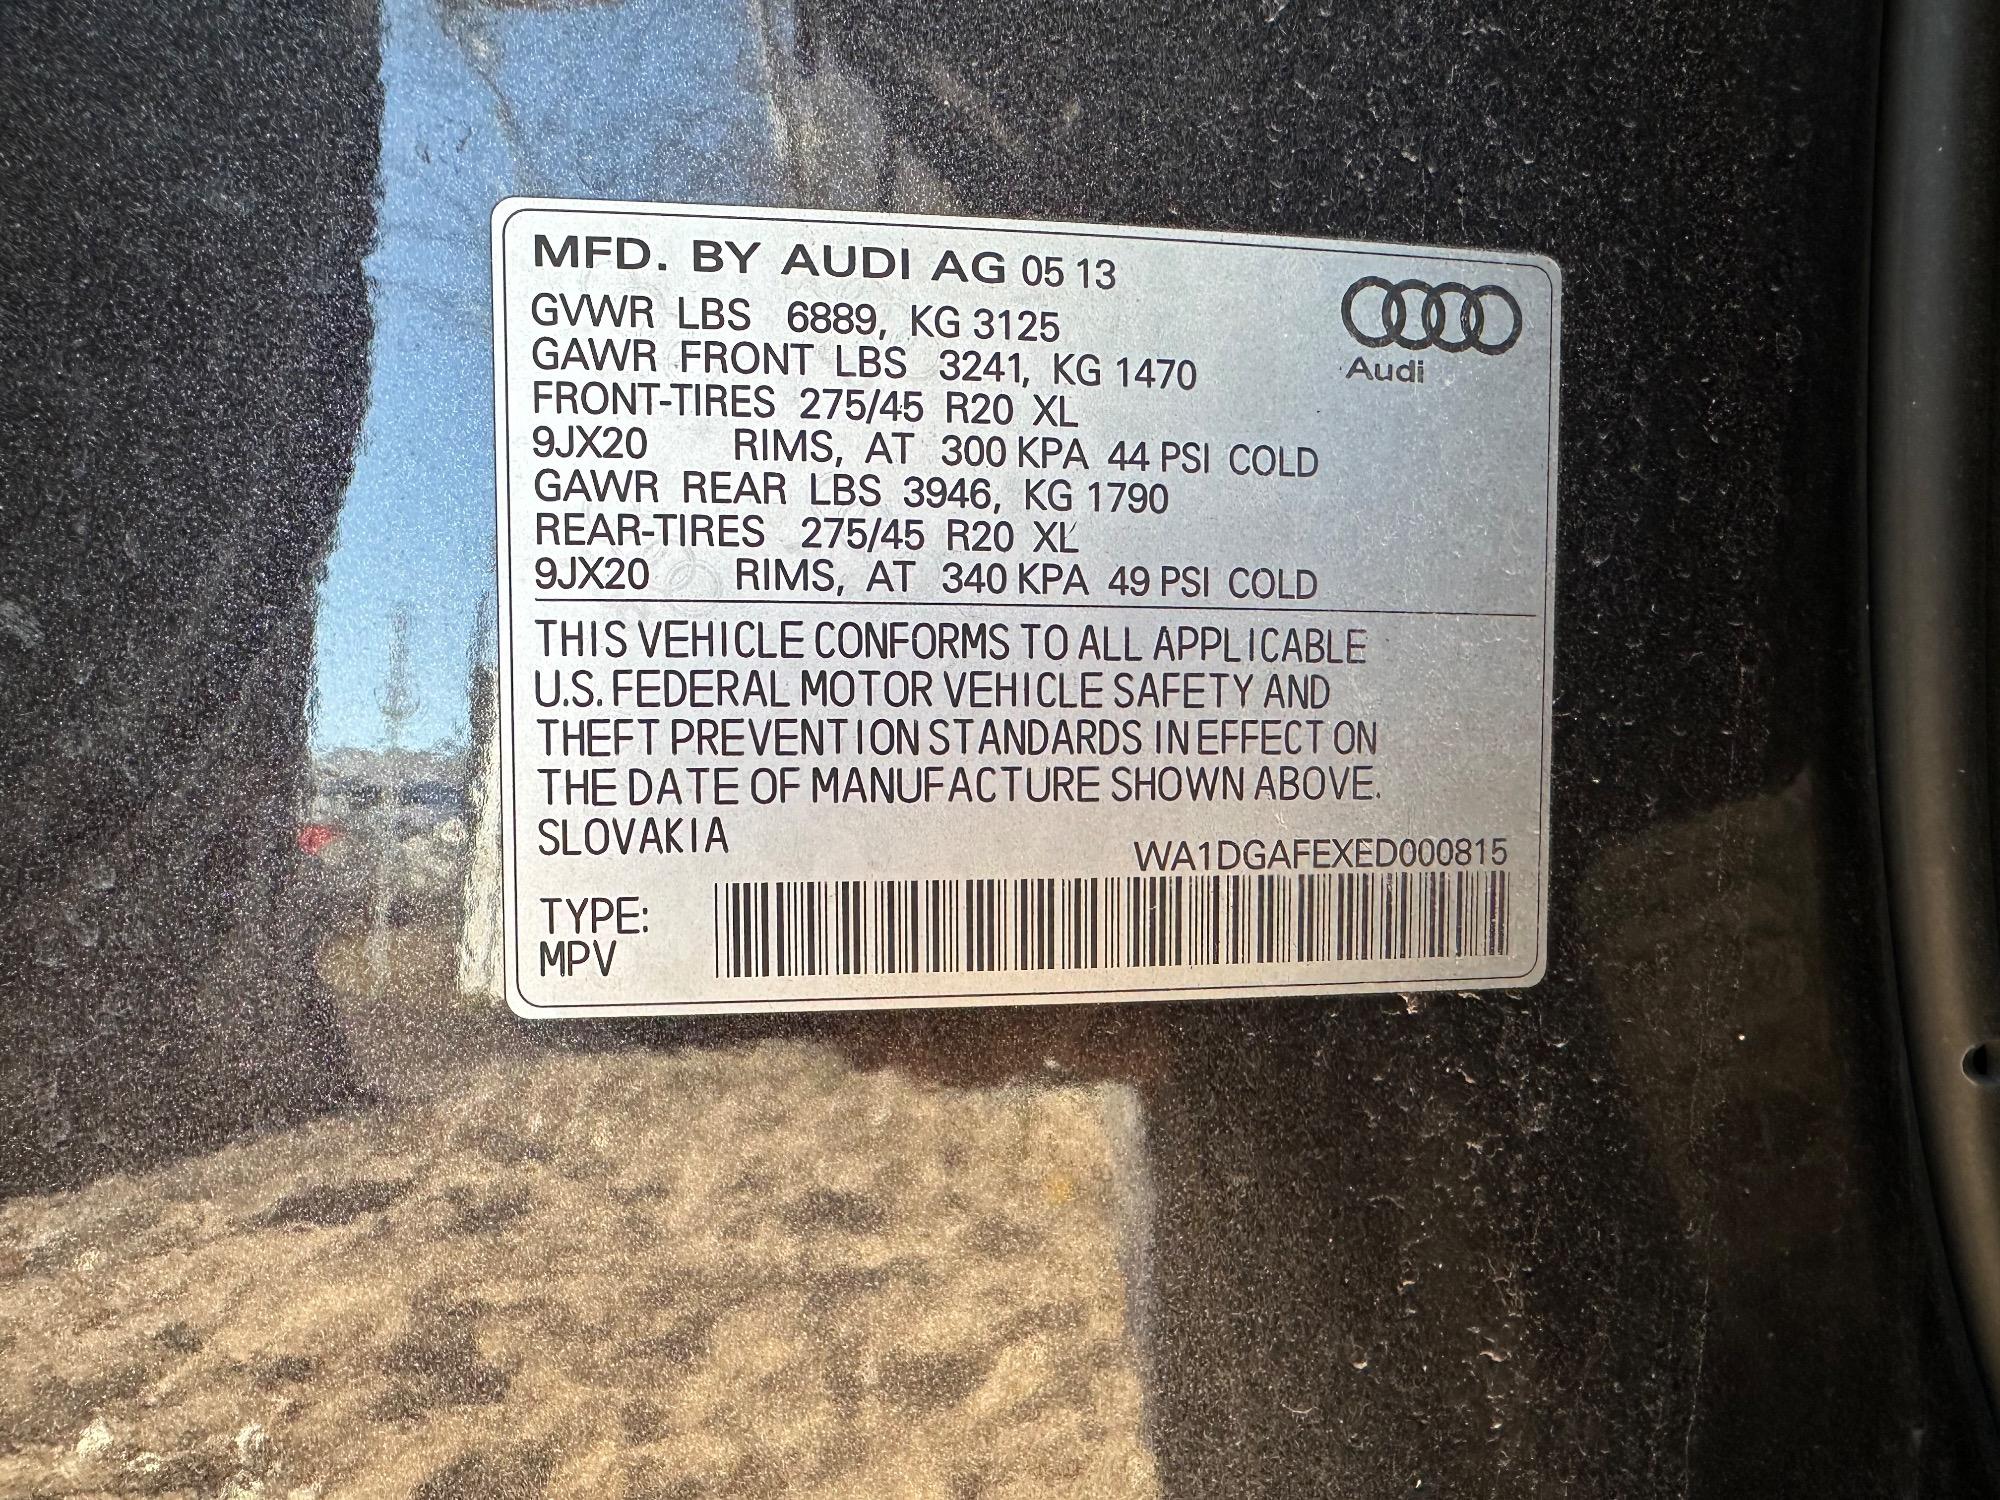 MFD. BY AUDI AG 05 13
GVWR LBS 6889, KG 3125
GAWR FRONT LBS 3241, KG 1470
Audi
FRONT-TIRES 275/45 R20 XL
9JX20 RIMS, AT 300 KPA 44 PSI COLD
GAWR REAR LBS 3946, KG 1790
REAR-TIRES 275/45 R20 XL
9JX20 RIMS, AT 340 KPA 49 PSI COLD
THIS VEHICLE CONFORMS TO ALL APPLICABLE
U.S. FEDERAL MOTOR VEHICLE SAFETY AND
THEFT PREVENTION STANDARDS IN EFFECT ON
THE DATE OF MANUFACTURE SHOWN ABOVE.
SLOVAKIA
WA1DGAFEXED000815
TYPE:
MPV